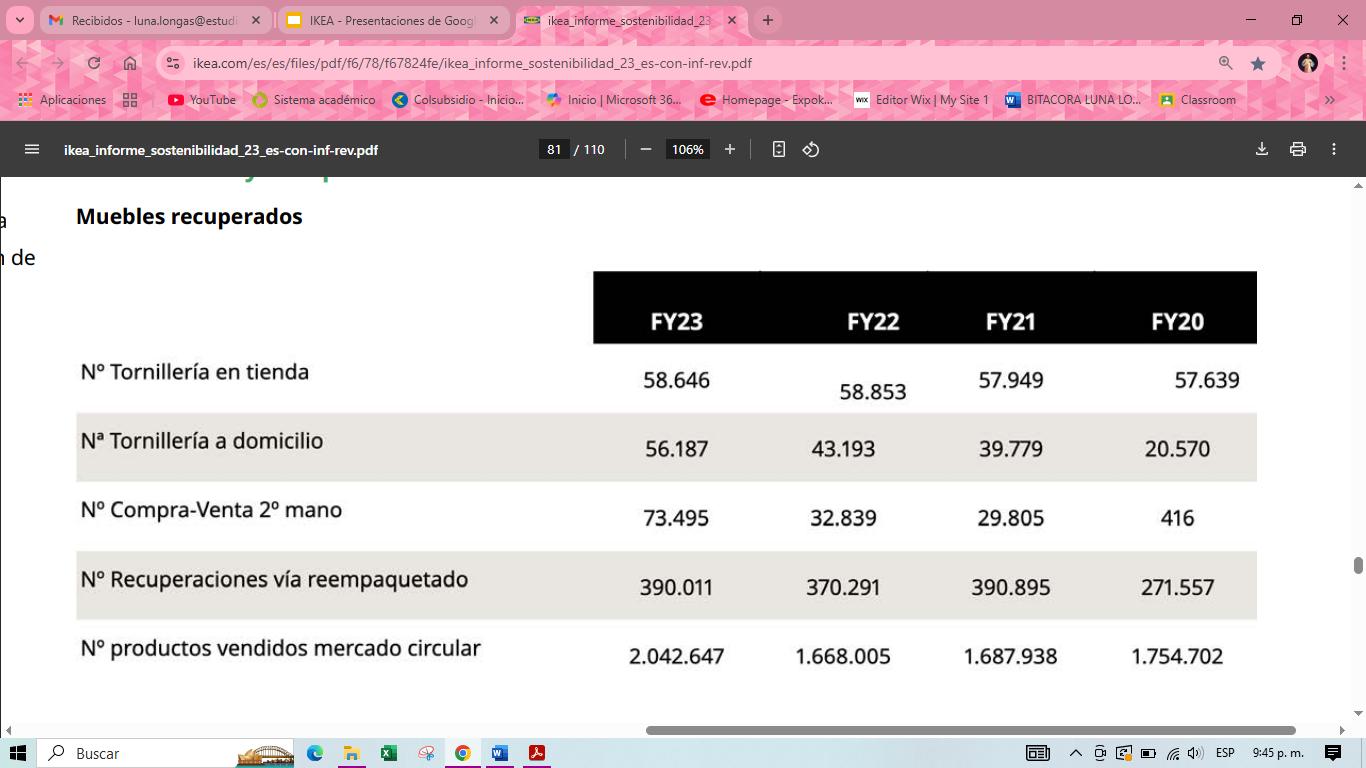 Recibidos - luna.longas@estudi
IKEA - Presentaciones de Goog
ikea_informe_sostenibilidad_23_
ikea.com/es/es/files/pdf/f6/78/f67824fe/ikea_informe_sostenibilidad_23_es-con-inf-rev.pdf
Aplicaciones YouTube Sistema académico Colsubsidio - Inicio... Inicio | Microsoft 36... Homepage - Expok... WIX Editor Wix | My Site 1 BITACORA LUNA LO... Classroom
ikea_informe_sostenibilidad_23_es-con-inf-rev.pdf 81 / 110 106%
a
n de
Muebles recuperados
FY23 FY22 FY21 FY20
Nº Tornillería en tienda 58.646 58.853 57.949 57.639
Nª Tornillería a domicilio 56.187 43.193 39.779 20.570
Nº Compra-Venta 2º mano 73.495 32.839 29.805 416
Nº Recuperaciones vía reempaquetado 390.011 370.291 390.895 271.557
Nº productos vendidos mercado circular 2.042.647 1.668.005 1.687.938 1.754.702
Buscar ESP 9:45 p. m.